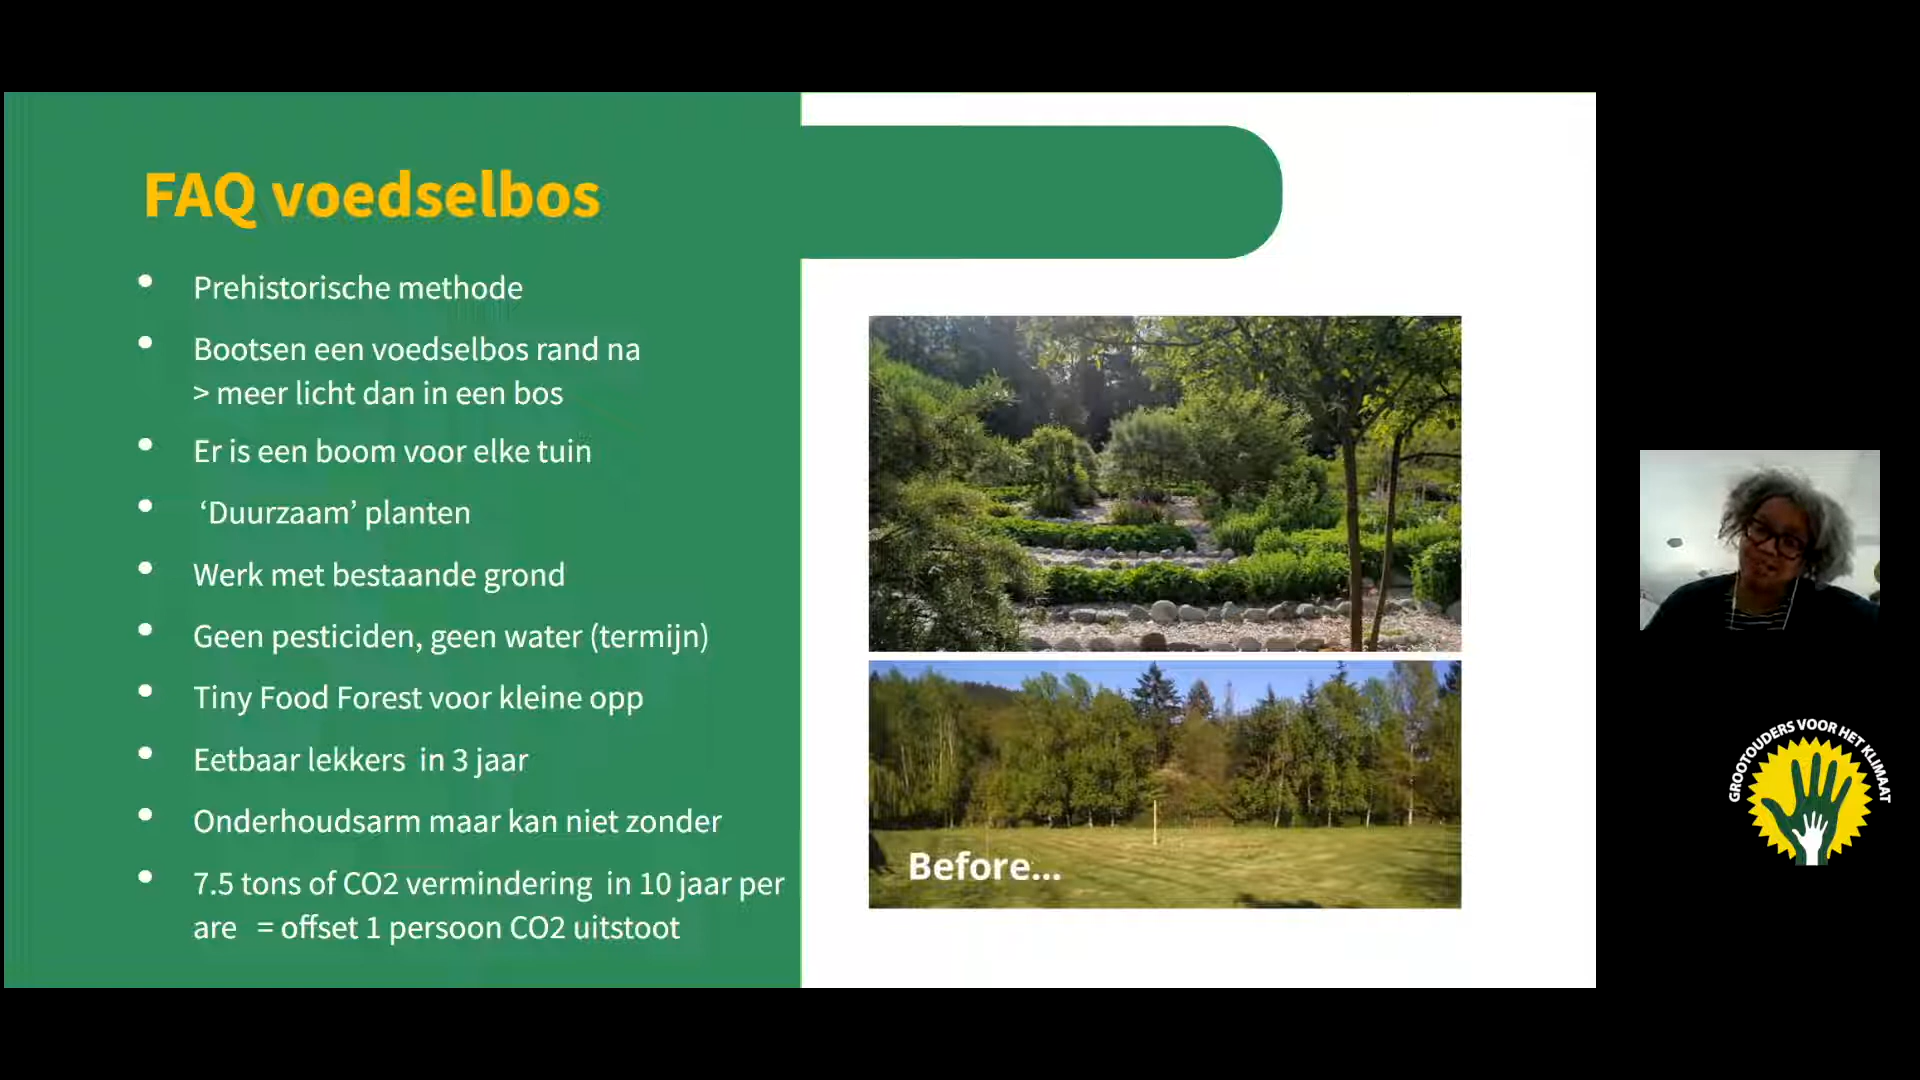 FAQ voedselbos
Prehistorische methode
Bootsen een voedselbos rand na
> meer licht dan in een bos
Er is een boom voor elke tuin
‘Duurzaam’ planten
Werk met bestaande grond
Geen pesticiden, geen water (termijn)
Tiny Food Forest voor kleine opp
Eetbaar lekkers  in 3 jaar
Onderhoudsarm maar kan niet zonder
7.5 tons of CO2 vermindering  in 10 jaar per
are  = offset 1 persoon CO2 uitstoot
Before...
GROOTOUDERS VOOR HET KLIMAAT